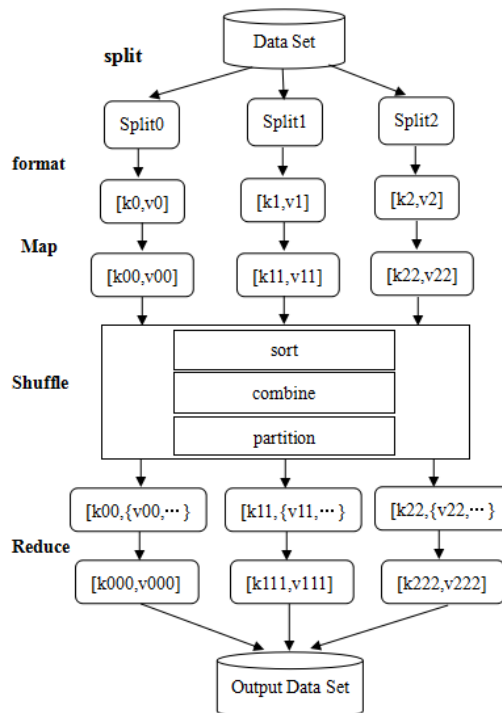 Data Set
split
Split0 Split1 Split2
format
[k0,v0] [k1,v1] [k2,v2]
Map
[k00,v00] [k11,v11] [k22,v22]
sort
Shuffle
combine
partition
[k00,{v00,⋯} [k11,{v11,⋯} [k22,{v22,⋯}
Reduce
[k000,v000] [k111,v111] [k222,v222]
Output Data Set